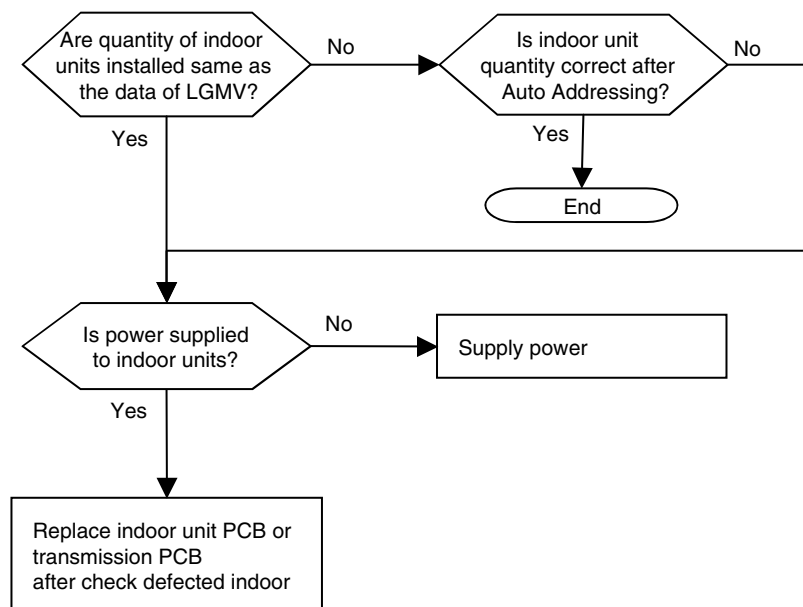 Are quantity of indoor
units installed same as
the data of LGMV?
No
Is indoor unit
quantity correct after
Auto Addressing?
No
Yes
Yes
End
Is power supplied
to indoor units?
No
Supply power
Yes
Replace indoor unit PCB or
transmission PCB
after check defected indoor